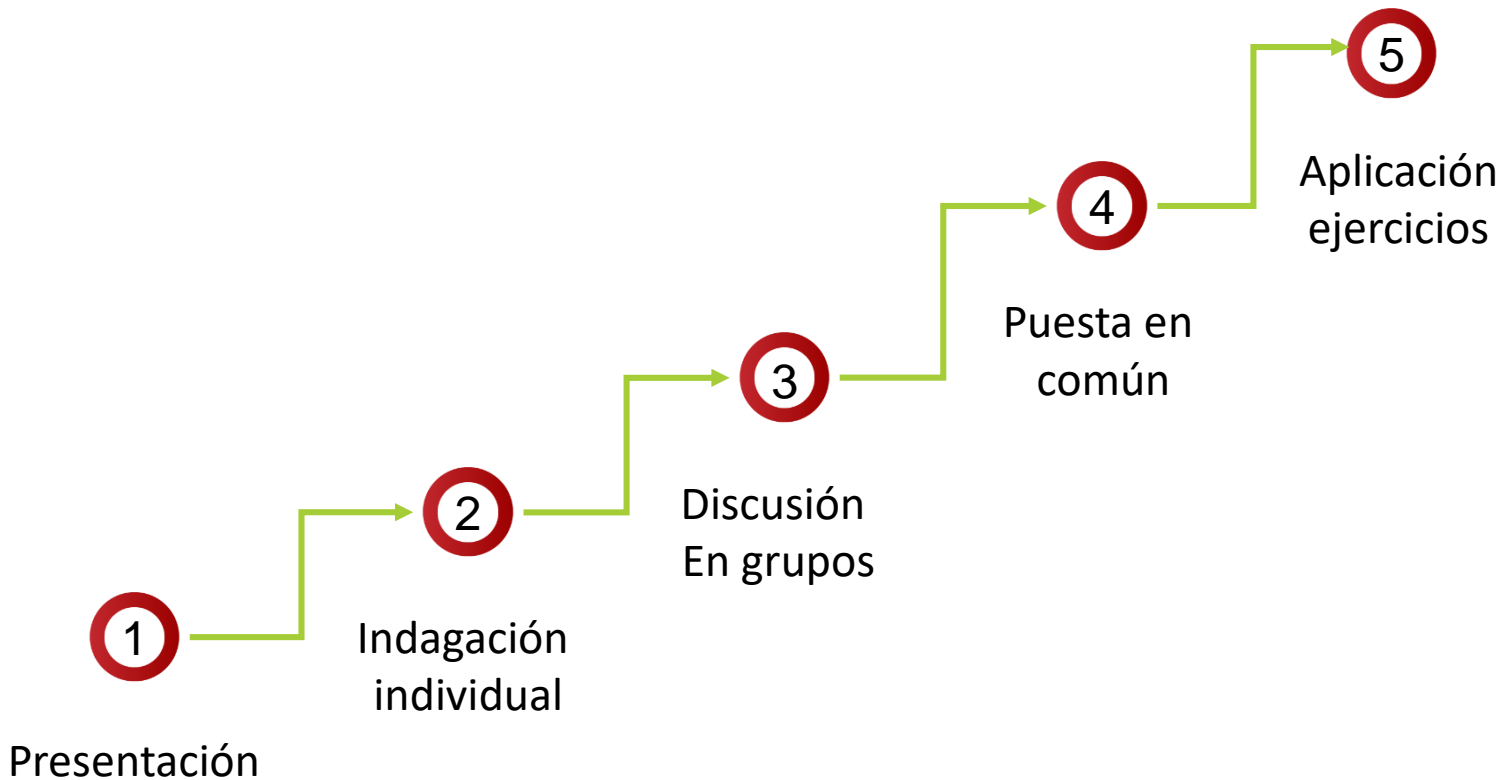 1
Presentación
2
Indagación
individual
3
Discusión
En grupos
4
Puesta en
común
5
Aplicación
ejercicios